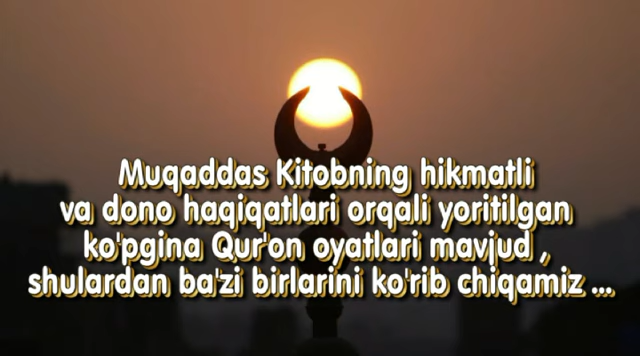 Muqaddas Kitobning hikmatli
va dono haqiqatlari orqali yoritilgan
ko'pgina Qur'on oyatlari mavjud ,
shulardan ba'zi birlarini ko'rib chiqamiz ...